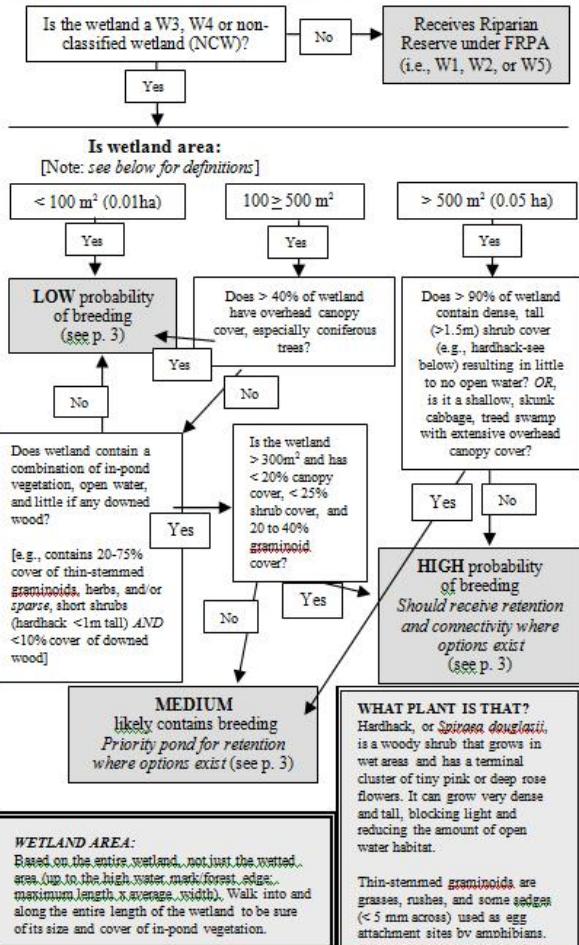 Is the wetland a W3, W4 or non-
classified wetland (NCW)?
No
Receives Riparian
Reserve under FRPA
(i.e., W1, W2, or W5)
Yes
Is wetland area:
[Note: see below for definitions]
< 100 m² (0.01ha)
100 ≥ 500 m²
> 500 m² (0.05 ha)
Yes
Yes
Yes
LOW probability
of breeding
(see p. 3)
Does > 40% of wetland
have overhead canopy
cover, especially coniferous
trees?
Does > 90% of wetland
contain dense, tall
(>1.5m) shrub cover
(e.g., hardhack-see
below) resulting in little
to no open water? OR,
is it a shallow, skunk
cabbage, treed swamp
with extensive overhead
canopy cover?
Yes
No
No
Does wetland contain a
combination of in-pond
vegetation, open water,
and little if any downed
wood?
[e.g., contains 20-75%
cover of thin-stemmed
graminoids, herbs, and/or
sparse, short shrubs
(hardhack <1m tall) AND
<10% cover of downed
wood]
Yes
Is the wetland
> 300m² and has
< 20% canopy
cover, < 25%
shrub cover, and
20 to 40%
graminoid
cover?
Yes
No
Yes
No
HIGH probability
of breeding
Should receive retention
and connectivity where
options exist
(see p. 3)
MEDIUM
likely contains breeding
Priority pond for retention
where options exist (see p. 3)
WHAT PLANT IS THAT?
Hardhack, or Spiraea douglasii,
is a woody shrub that grows in
wet areas and has a terminal
cluster of tiny pink or deep rose
flowers. It can grow very dense
and tall, blocking light and
reducing the amount of open
water habitat.
Thin-stemmed graminoids are
grasses, rushes, and some sedges
(< 5 mm across) used as egg
attachment sites by amphibians.
WETLAND AREA:
Based on the entire wetland, not just the wetted
area (up to the high water mark/forest edge;
maximum length x average width). Walk into and
along the entire length of the wetland to be sure
of its size and cover of in-pond vegetation.